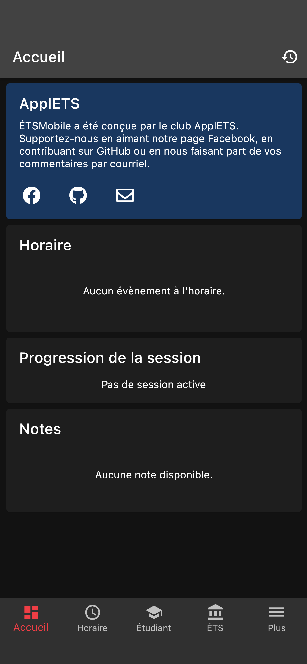 Accueil
ApplETS
ÉTSMobile a été conçue par le club ApplETS.
Supportez-nous en aimant notre page Facebook, en
contribuant sur GitHub ou en nous faisant part de vos
commentaires par courriel.
Horaire
Aucun évènement à l'horaire.
Progression de la session
Pas de session active
Notes
Aucune note disponible.
Accueil
Horaire
Étudiant
ÉTS
Plus